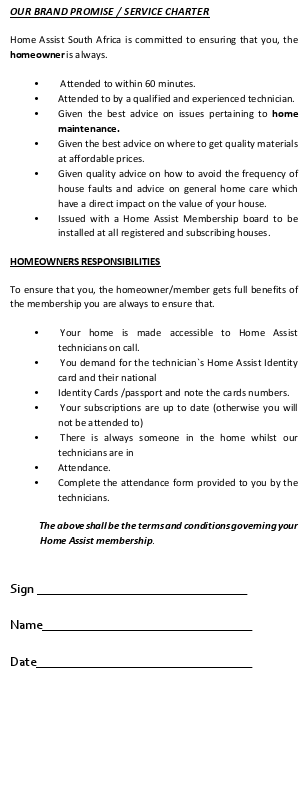 OUR BRAND PROMISE / SERVICE CHARTER
Home Assist South Africa is committed to ensuring that you, the
homeowner is always.
• Attended to within 60 minutes.
• Attended to by a qualified and experienced technician.
• Given the best advice on issues pertaining to home
maintenance.
• Given the best advice on where to get quality materials
at affordable prices.
• Given quality advice on how to avoid the frequency of
house faults and advice on general home care which
have a direct impact on the value of your house.
• Issued with a Home Assist Membership board to be
installed at all registered and subscribing houses.
HOMEOWNERS RESPONSIBILITIES
To ensure that you, the homeowner/member gets full benefits of
the membership you are always to ensure that.
• Your home is made accessible to Home Assist
technicians on call.
• You demand for the technician`s Home Assist Identity
card and their national
• Identity Cards /passport and note the cards numbers.
• Your subscriptions are up to date (otherwise you will
not be attended to)
• There is always someone in the home whilst our
technicians are in
• Attendance.
• Complete the attendance form provided to you by the
technicians.
The above shall be the terms and conditions governing your
Home Assist membership.
Sign ______________________________
Name______________________________
Date_______________________________